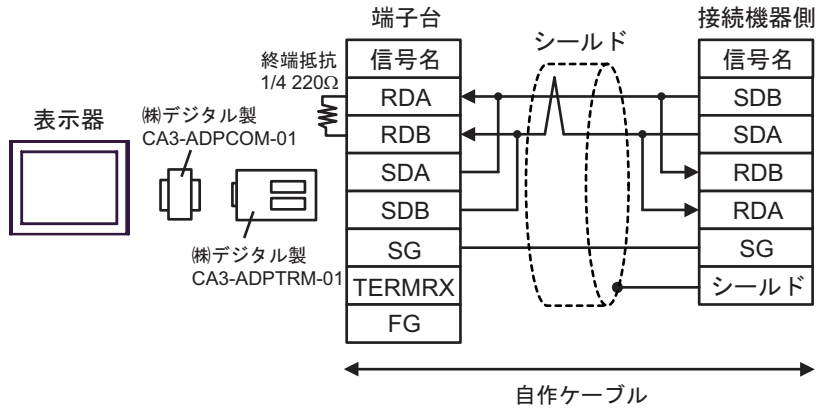 端子台
接続機器側
シールド
終端抵抗
1/4 220Ω
表示器
㈱デジタル製
CA3-ADPCOM-01
㈱デジタル製
CA3-ADPTRM-01
信号名
RDA
RDB
SDA
SDB
SG
TERMRX
FG
信号名
SDB
SDA
RDB
RDA
SG
シールド
自作ケーブル